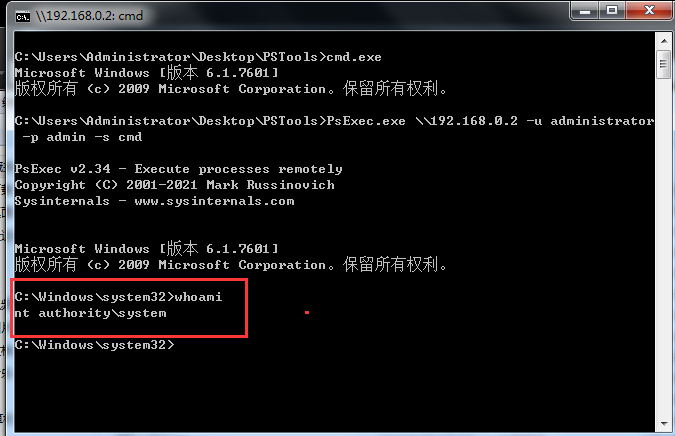 \\192.168.0.2: cmd
C:\Users\Administrator\Desktop\PSTools>cmd.exe
Microsoft Windows [版本 6.1.7601]
版权所有 (c) 2009 Microsoft Corporation。保留所有权利。
C:\Users\Administrator\Desktop\PSTools>PsExec.exe \\192.168.0.2 -u administrator
-p admin -s cmd
PsExec v2.34 - Execute processes remotely
Copyright (C) 2001-2021 Mark Russinovich
Sysinternals - www.sysinternals.com
Microsoft Windows [版本 6.1.7601]
版权所有 (c) 2009 Microsoft Corporation。保留所有权利。
C:\Windows\system32>whoami
nt authority\system
C:\Windows\system32>